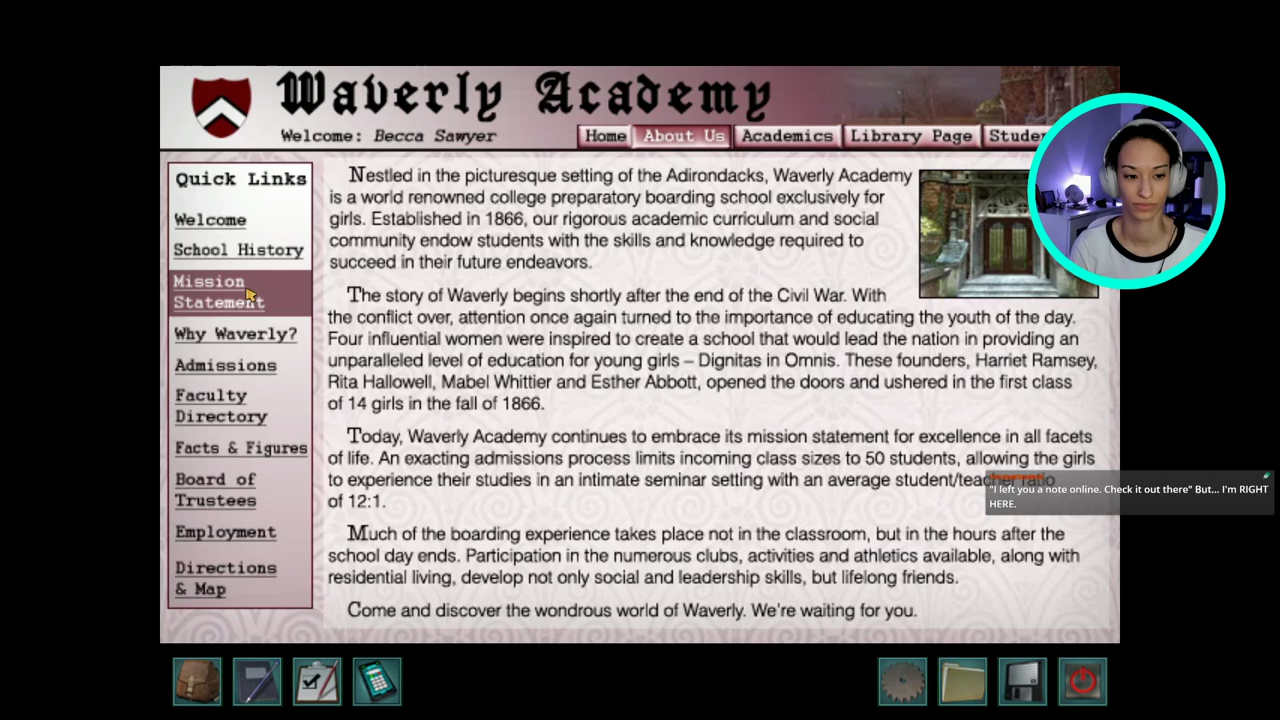 Waverly Academy
Welcome: Becca Sawyer
Home About Us Academics Library Page
Quick Links
Welcome
School History
Mission
Statement
Why Waverly?
Admissions
Faculty
Directory
Facts & Figures
Board of
Trustees
Employment
Directions
& Map
Nestled in the picturesque setting of the Adirondacks, Waverly Academy
is a world renowned college preparatory boarding school exclusively for
girls. Established in 1866, our rigorous academic curriculum and social
community endow students with the skills and knowledge required to
succeed in their future endeavors.
The story of Waverly begins shortly after the end of the Civil War. With
the conflict over, attention once again turned to the importance of educating the youth of the day.
Four influential women were inspired to create a school that would lead the nation in providing an
unparalleled level of education for young girls – Dignitas in Omnis. These founders, Harriet Ramsey,
Rita Hallowell, Mabel Whittier and Esther Abbott, opened the doors and ushered in the first class
of 14 girls in the fall of 1866.
Today, Waverly Academy continues to embrace its mission statement for excellence in all facets
of life. An exacting admissions process limits incoming class sizes to 50 students, allowing the girls
to experience their studies in an intimate seminar setting with an average student/teacher ratio
of 12:1.
Much of the boarding experience takes place not in the classroom, but in the hours after the
school day ends. Participation in the numerous clubs, activities and athletics available, along with
residential living, develop not only social and leadership skills, but lifelong friends.
Come and discover the wondrous world of Waverly. We're waiting for you.
"I left you a note online. Check it out there" But... I'm RIGHT
HERE.